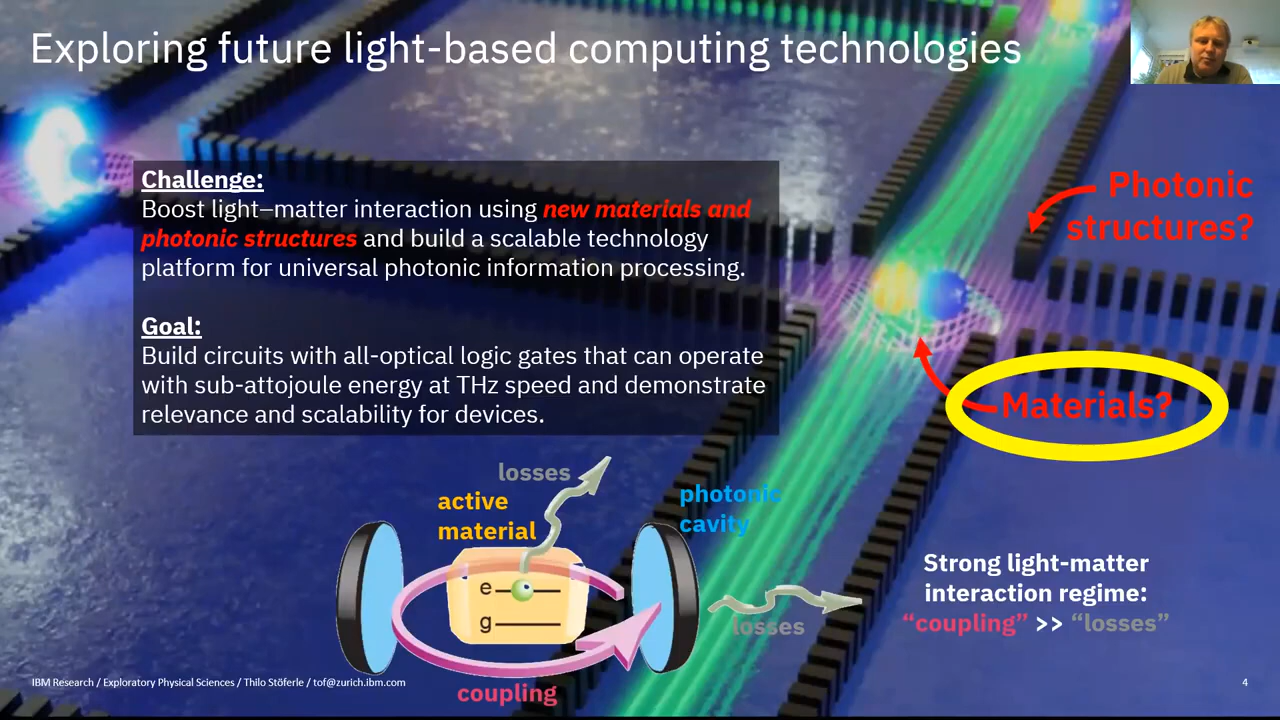 Exploring future light-based computing technologies
Challenge:
Boost light–matter interaction using new materials and
photonic structures and build a scalable technology
platform for universal photonic information processing.
Goal:
Build circuits with all-optical logic gates that can operate
with sub-attojoule energy at THz speed and demonstrate
relevance and scalability for devices.
Photonic
structures?
Materials?
losses
active
material
photonic
cavity
e
g
losses
coupling
Strong light-matter
interaction regime:
“coupling” >> “losses”
IBM Research / Exploratory Physical Sciences / Thilo Stöferle / tof@zurich.ibm.com
4